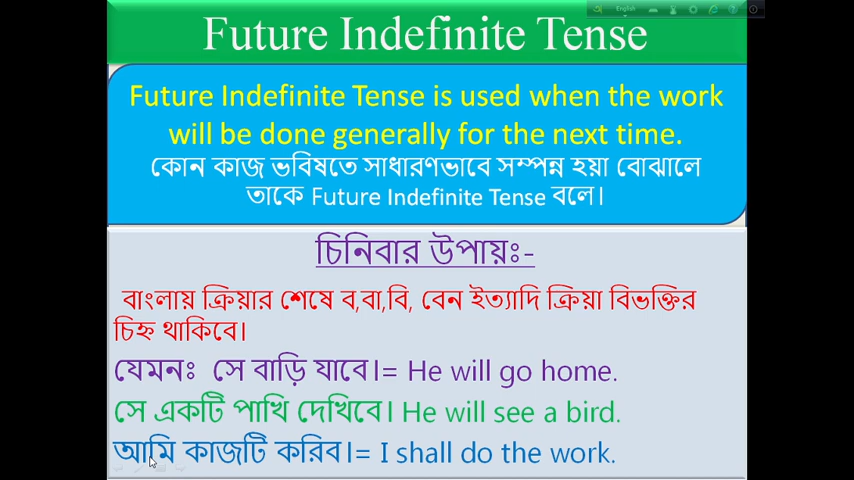 English
Future Indefinite Tense
Future Indefinite Tense is used when the work
will be done generally for the next time.
কোন কাজ ভবিষতে সাধারণভাবে সম্পন্ন হয়া বোঝালে
তাকে Future Indefinite Tense বলে।
চিনিবার উপায়ঃ-
বাংলায় ক্রিয়ার শেষে ব,বা,বি, বেন ইত্যাদি ক্রিয়া বিভক্তির
চিহ্ন থাকিবে।
যেমনঃ সে বাড়ি যাবে।= He will go home.
সে একটি পাখি দেখিবে। He will see a bird.
আমি কাজটি করিব।= I shall do the work.